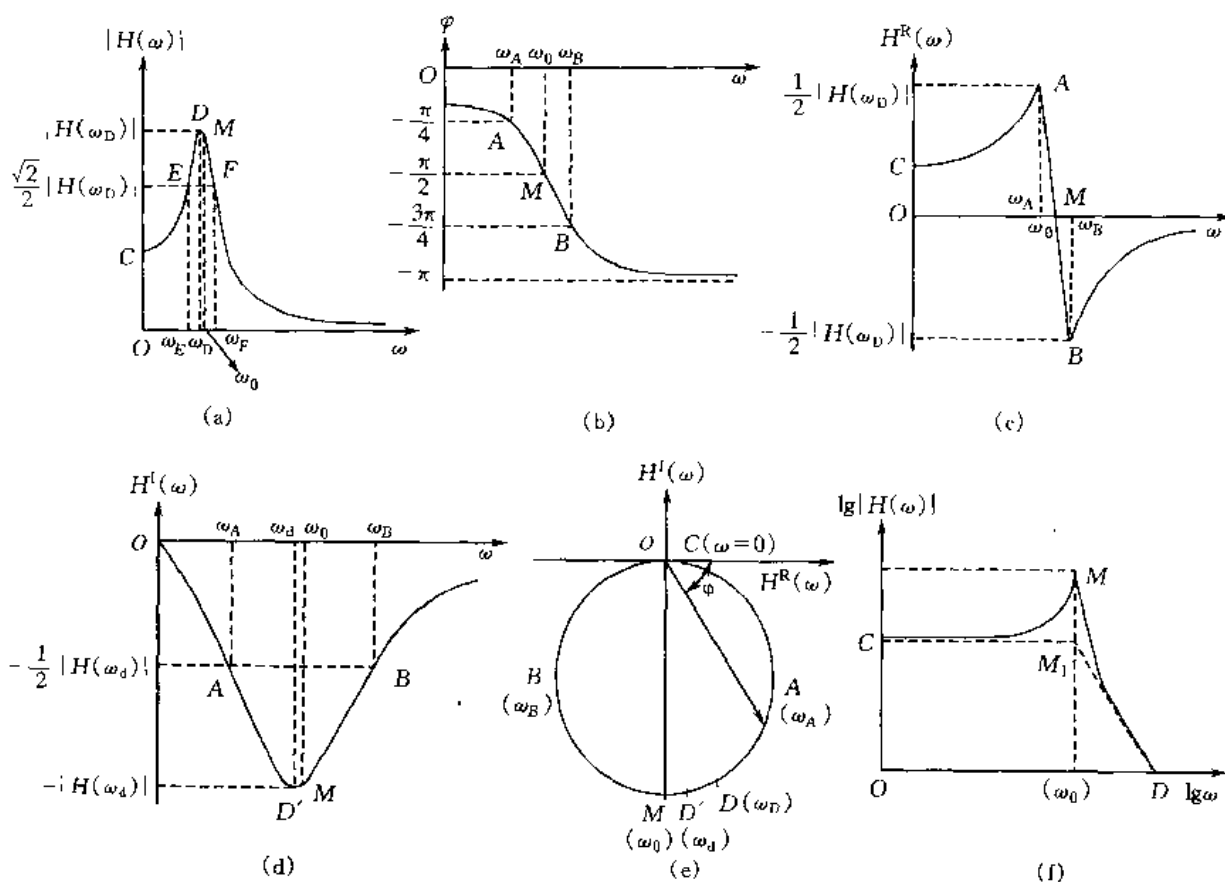 |H(ω)|
|H(ω_D)|
√2/2 |H(ω_D)|
D M
E F
C
O ω_E ω_D ω_F ω
ω_0
(a)
φ
ω_A ω_0 ω_B
O ω
-π/4
A
-π/2
M
-3π/4
B
-π
(b)
H^R(ω)
1/2 |H(ω_D)|
A
C
O ω_A ω_0 M ω_B ω
-1/2 |H(ω_D)|
B
(c)
H^I(ω)
ω_A ω_d ω_0 ω_B
O ω
-1/2 |H(ω_d)|
A B
-|H(ω_d)|
D′ M
(d)
H^I(ω)
O C(ω=0)
H^R(ω)
φ
B A
(ω_B) (ω_A)
M D′ D(ω_D)
(ω_0) (ω_d)
(e)
lg|H(ω)|
M
C
M_1
O (ω_0) D lgω
(f)